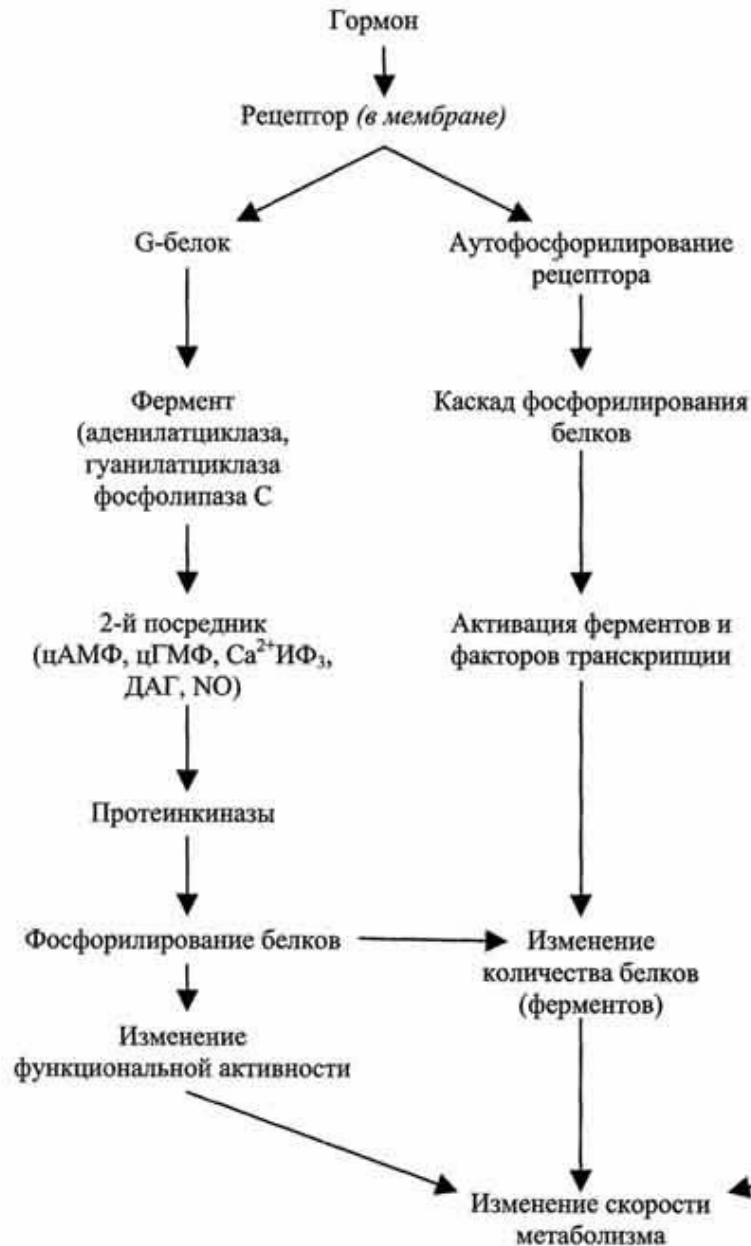 Гормон
Рецептор (в мембране)
G-белок
Аутофосфорилирование
рецептора
Фермент
(аденилатциклаза,
гуанилатциклаза
фосфолипаза С
Каскад фосфорилирования
белков
2-й посредник
(цАМФ, цГМФ, Ca²⁺ИФ₃,
ДАГ, NO)
Активация ферментов и
факторов транскрипции
Протеинкиназы
Фосфорилирование белков
Изменение
количества белков
(ферментов)
Изменение
функциональной активности
Изменение скорости
метаболизма